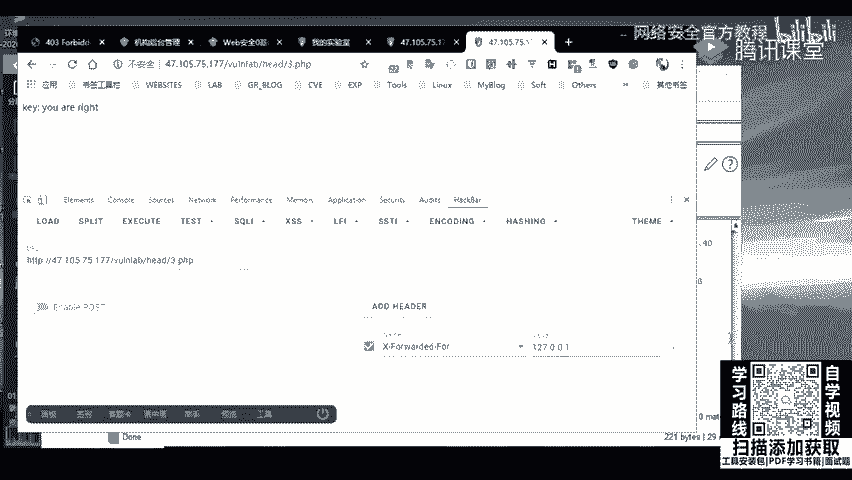 网络安全官方教程 bilibili
腾讯课堂
403 Forbidd
机构后台管理
Web安全0基
我的实验室
47.105.75.1
47.105.75.1
不安全 47.105.75.177/vulnlab/head/3.php
应用 书签工具栏 WEBSITES LAB GR_BLOG CVE EXP Tools Linux MyBlog Soft Others » 其他书签
key: you are right
Elements Console Sources Network Performance Memory Application Security Audits HackBar
LOAD SPLIT EXECUTE TEST SQLI XSS LFI SSTI ENCODING HASHING THEME
URL
http://47.105.75.177/vulnlab/head/3.php
Enable POST
ADD HEADER
Name
X-Forwarded-For
127.0.0.1
工具
Done
221 bytes | 29
学习路线
自学视频
扫描添加获取
工具安装包|PDF学习书籍|面试题